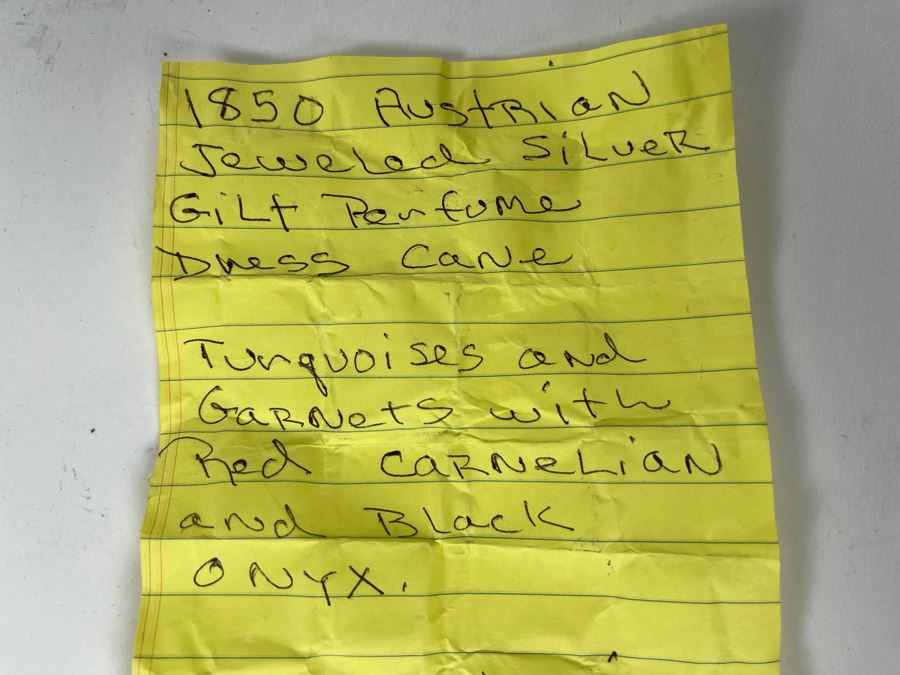 1850 Austrian
Jeweled Silver
Gilt Perfume
Dress Cane
Turquoises and
Garnets with
Red Carnelian
and Black
Onyx.